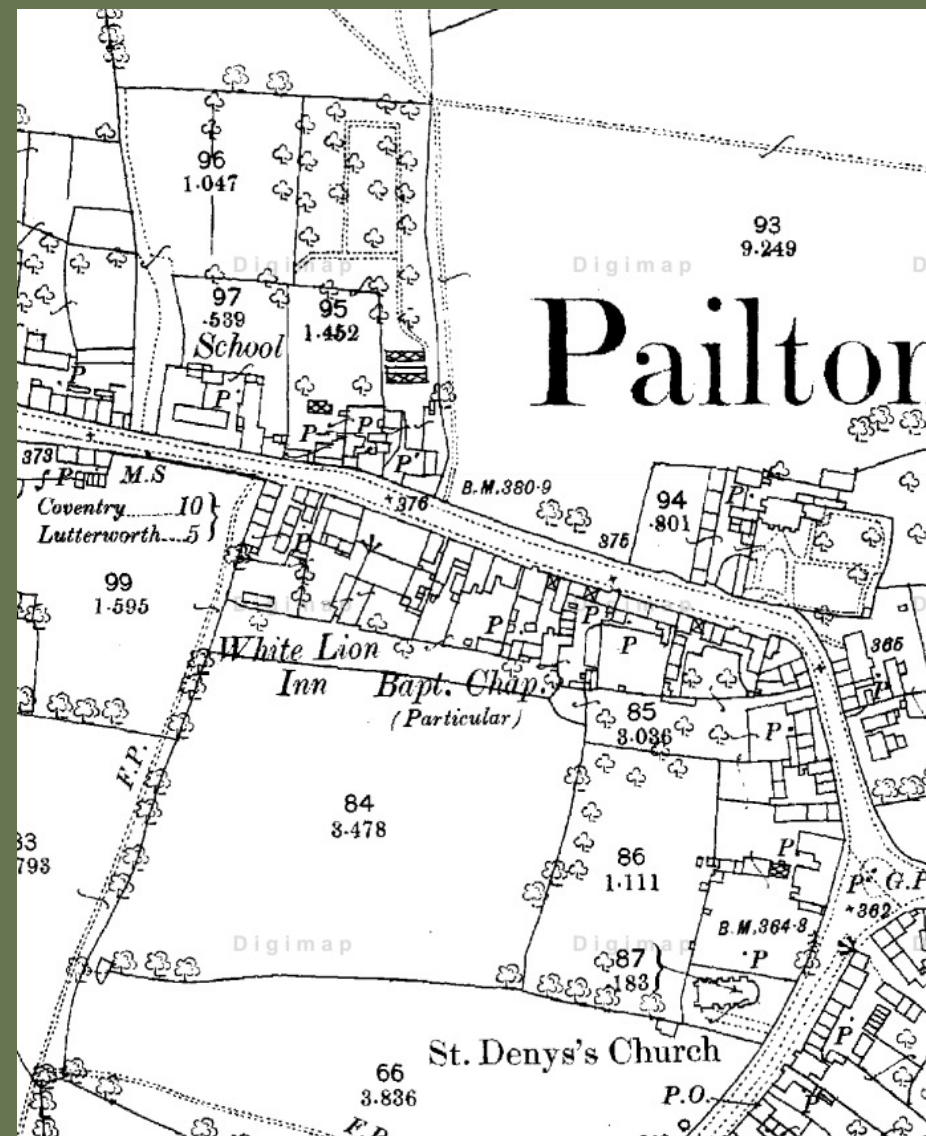 96
1·047
93
9·249
Digimap
Digimap
D
97
·539
95
1·452
School
Pailton
P
P
P
P
P
373
P
M.S
376
B.M.380·9
94
·801
P
Coventry......10
Lutterworth....5
375
99
1·595
P
Digimap
Digimap
P
P
P
365
P
White Lion
Inn
Bapt. Chap.
(Particular)
85
3·036
P
F.P.
84
3·478
33
793
86
1·111
P
P
G.P
362
B.M.364·8
P
Digimap
Digimap
87
·183
St. Denys's Church
P
66
3·836
P.O.
P
F.P.